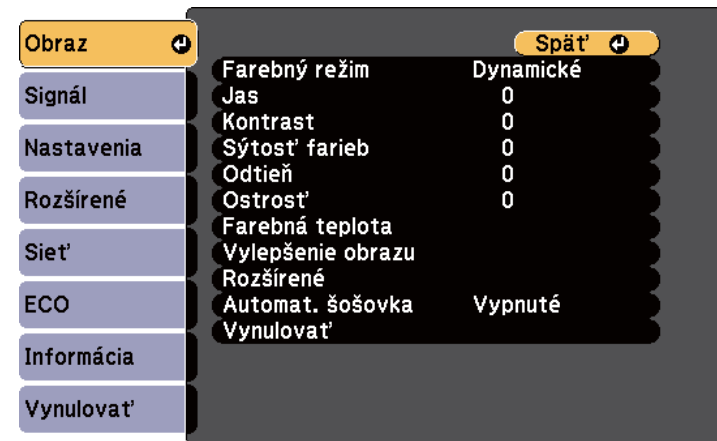 Obraz
Signál
Nastavenia
Rozšírené
Sieť
ECO
Informácia
Vynulovať
Späť
Farebný režim Dynamické
Jas 0
Kontrast 0
Sýtosť farieb 0
Odtieň 0
Ostrosť 0
Farebná teplota
Vylepšenie obrazu
Rozšírené
Automat. šošovka Vypnuté
Vynulovať